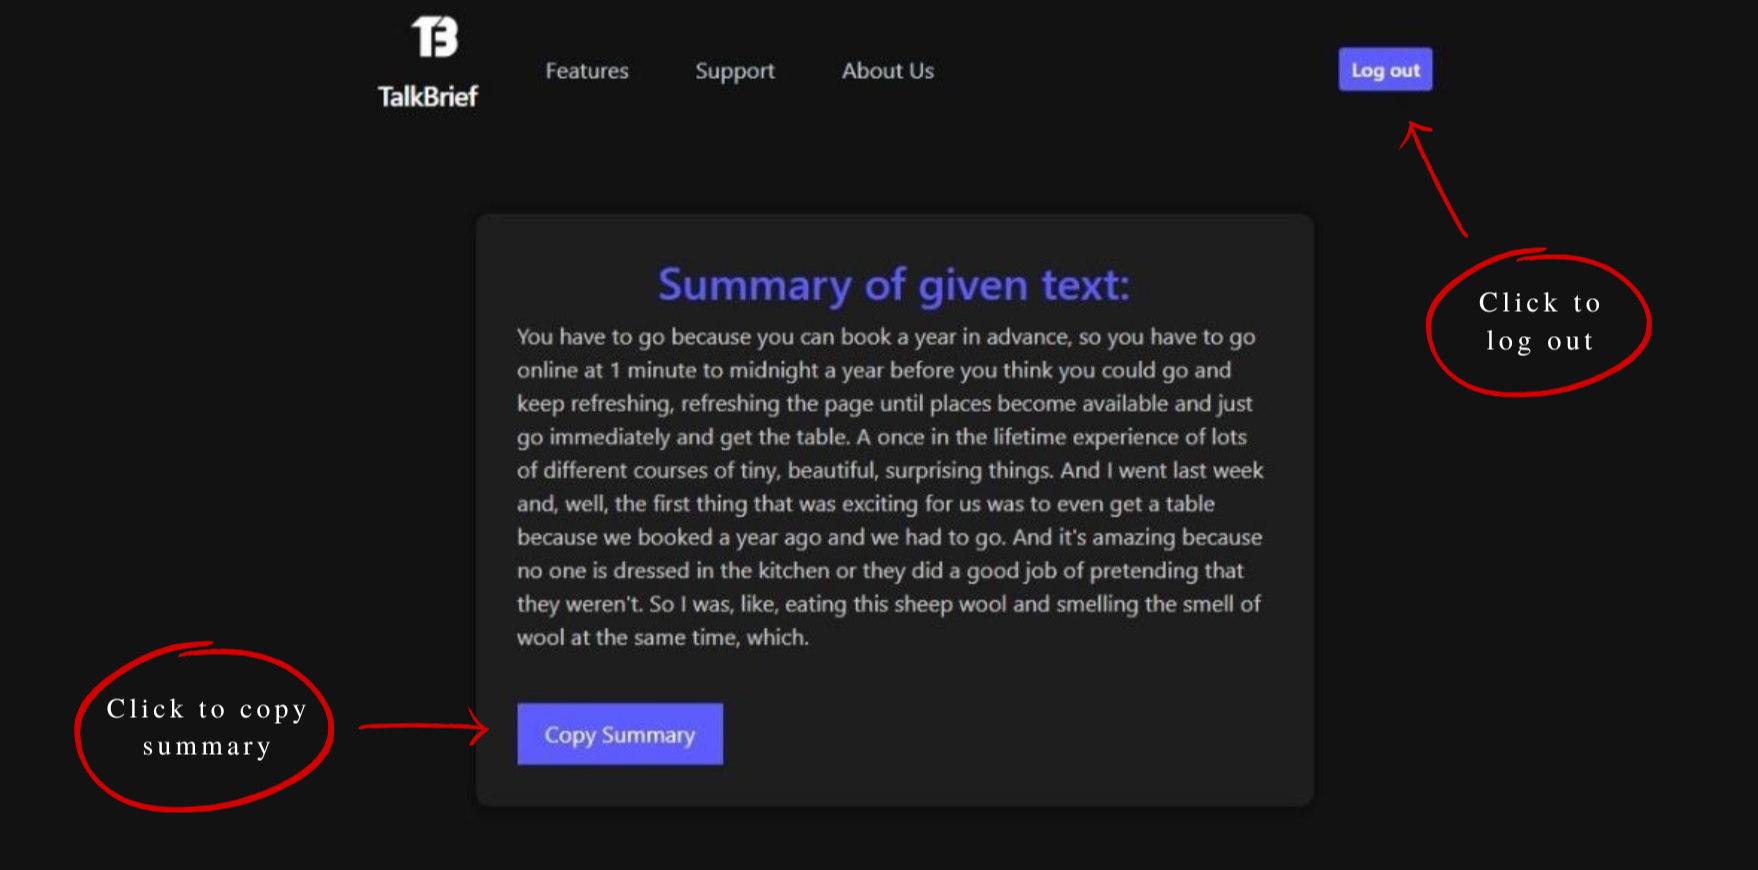 TB
TalkBrief
Features
Support
About Us
Log out
Click to
log out
Summary of given text:
You have to go because you can book a year in advance, so you have to go
online at 1 minute to midnight a year before you think you could go and
keep refreshing, refreshing the page until places become available and just
go immediately and get the table. A once in the lifetime experience of lots
of different courses of tiny, beautiful, surprising things. And I went last week
and, well, the first thing that was exciting for us was to even get a table
because we booked a year ago and we had to go. And it's amazing because
no one is dressed in the kitchen or they did a good job of pretending that
they weren't. So I was, like, eating this sheep wool and smelling the smell of
wool at the same time, which.
Click to copy
summary
Copy Summary